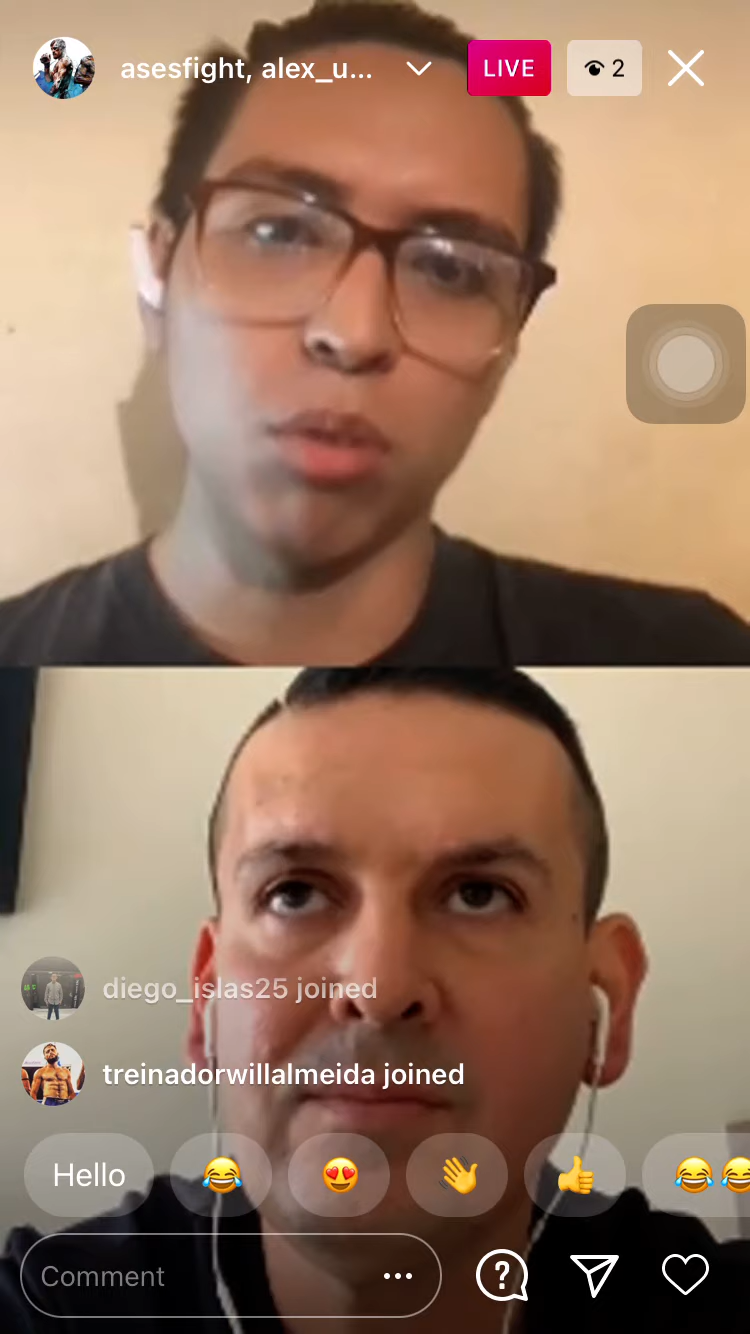 asesfight, alex_u...
LIVE
2
diego_islas25 joined
treinadorwillalmeida joined
Hello
Comment